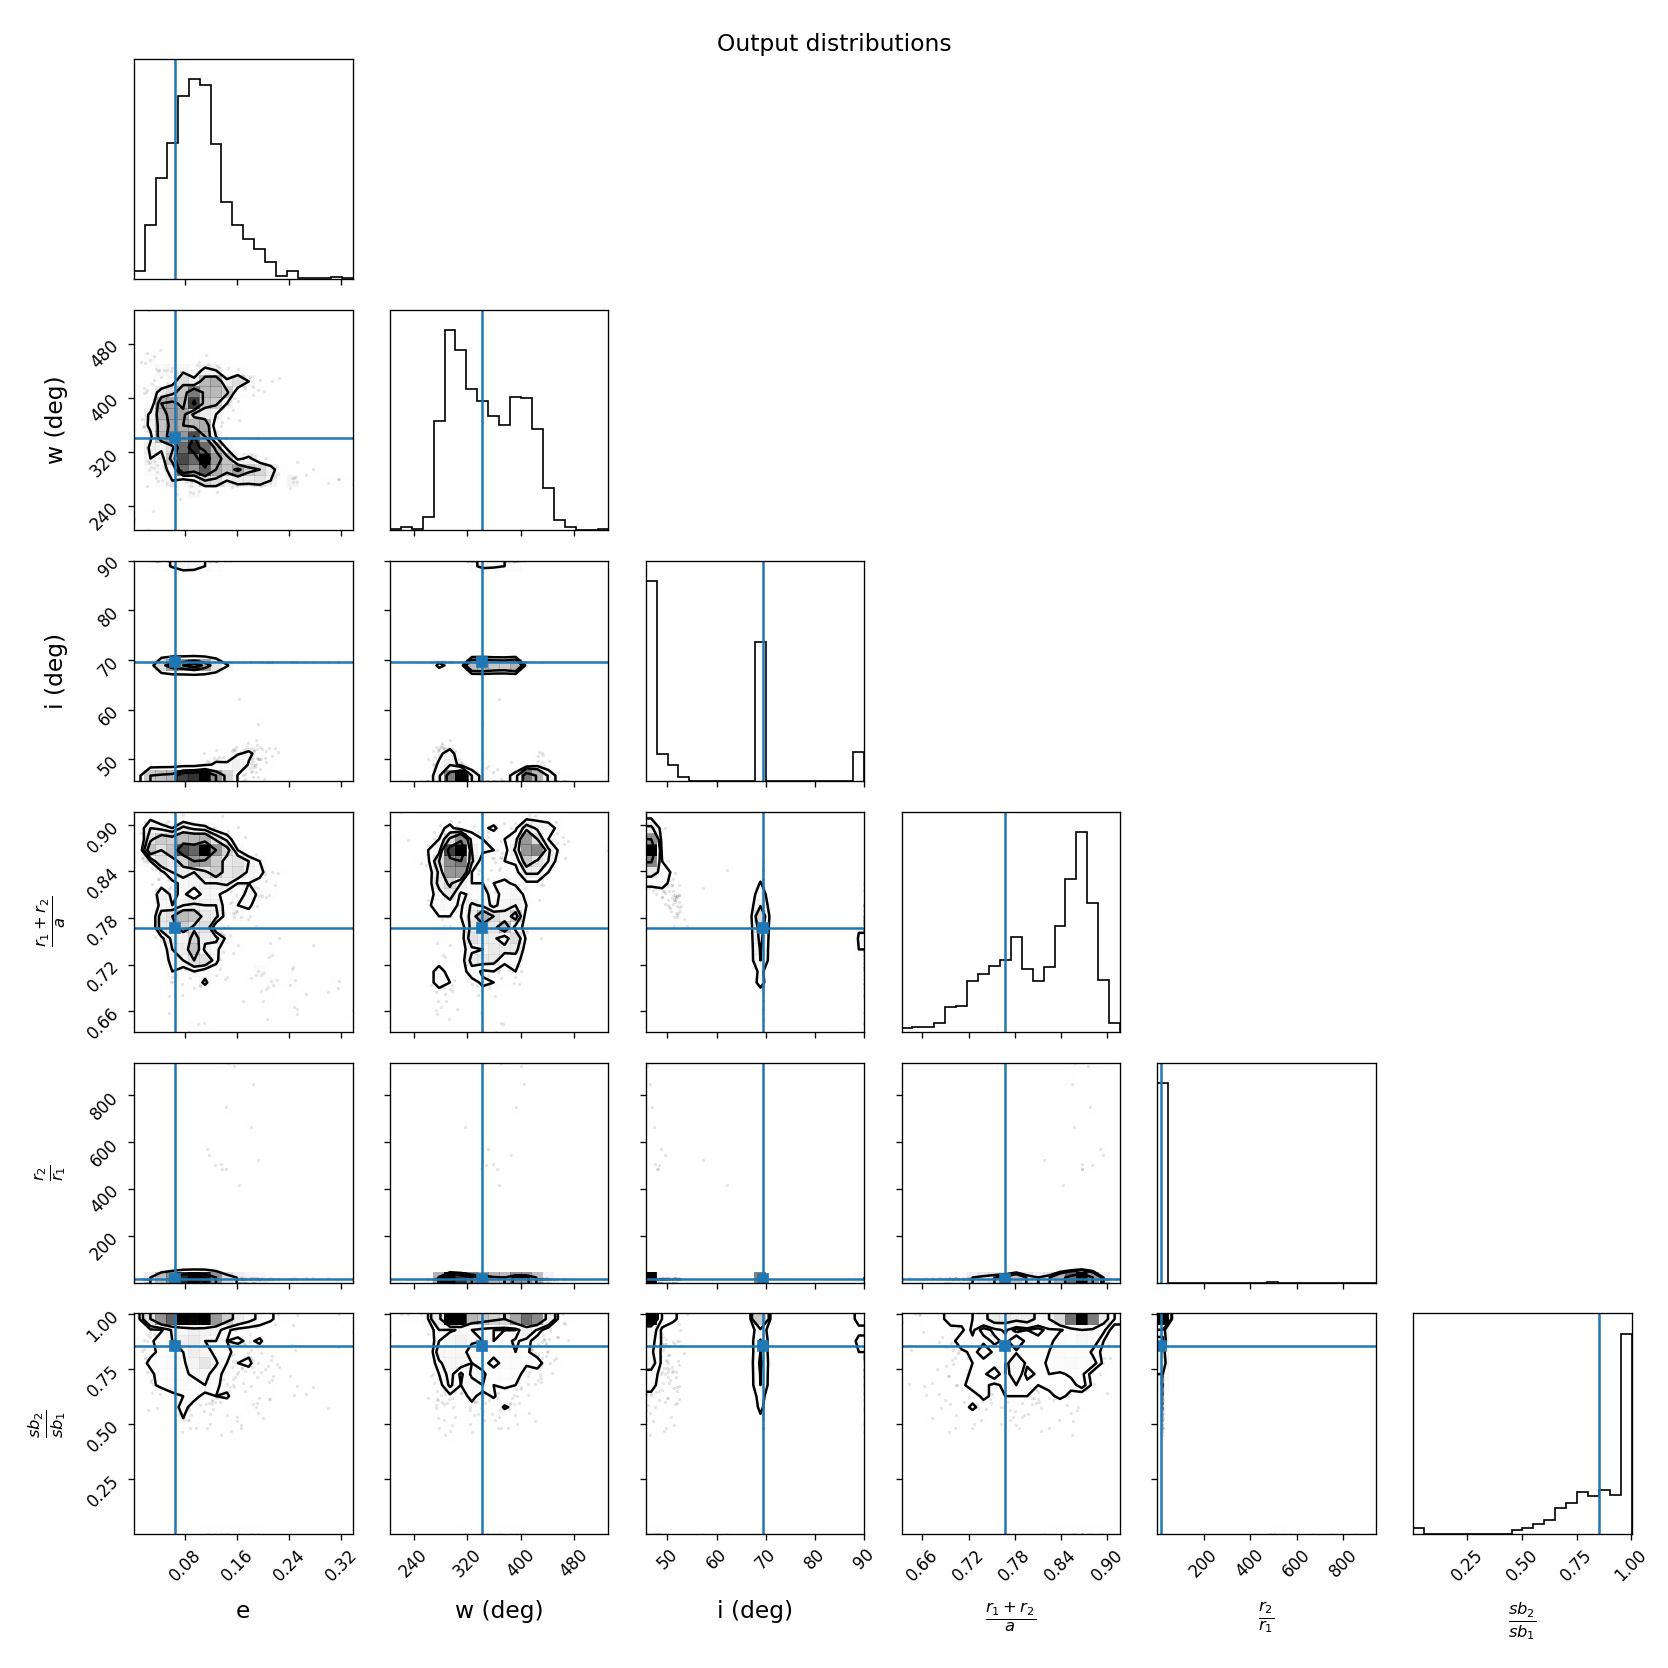 Output distributions
w (deg)
480
400
320
240
i (deg)
90
80
70
60
50
r₁ + r₂ / a
0.90
0.84
0.78
0.72
0.66
r₂ / r₁
800
600
400
200
sb₂ / sb₁
1.00
0.75
0.50
0.25
0.08 0.16 0.24 0.32 240 320 400 480 50 60 70 80 90 0.66 0.72 0.78 0.84 0.90 200 400 600 800 0.25 0.50 0.75 1.00
e w (deg) i (deg) r₁ + r₂ / a r₂ / r₁ sb₂ / sb₁